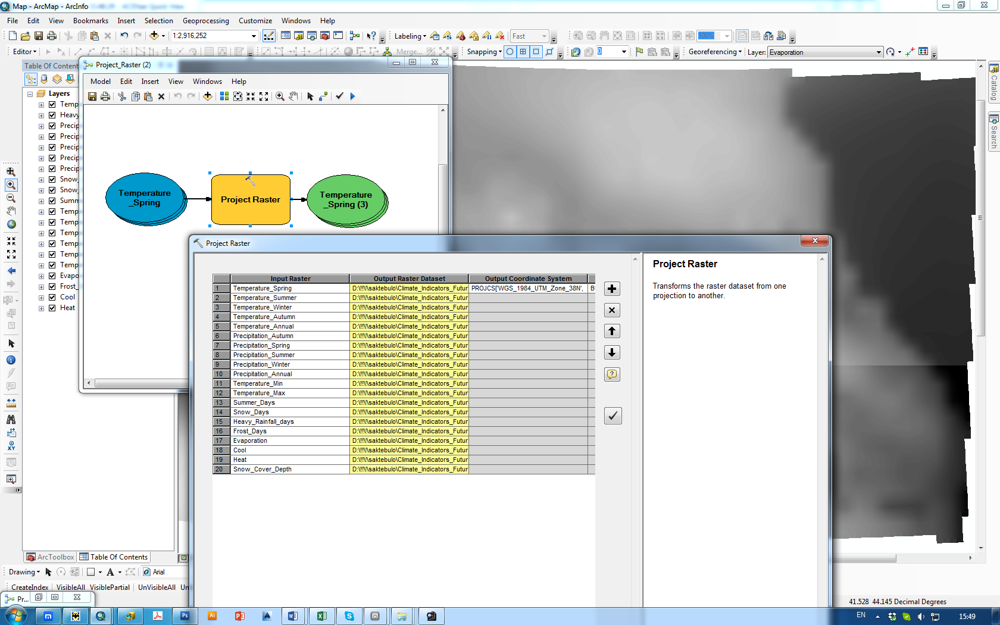 Map - ArcMap - ArcInfo
File Edit View Bookmarks Insert Selection Geoprocessing Customize Windows Help
1:2,916,252
Labeling
Fast
100%
Editor
Merge...
Snapping
0
Georeferencing
Layer: Evaporation
Table Of Content
Layers
Temp
Heavy
Precip
Precip
Precip
Precip
Precip
Snow_
Snow_
Summ
Temp
Temp
Temp
Temp
Temp
Temp
Evapo
Frost_
Cool
Heat
Project_Raster (2)
Model Edit Insert View Windows Help
Temperature
_Spring
Project Raster
Temperature
_Spring (3)
Catalog
Search
Project Raster
Input Raster Output Raster Dataset Output Coordinate System
1 Temperature_Spring D:\!!!\!\saktebulo\Climate_Indicators_Futur PROJCS['WGS_1984_UTM_Zone_38N',
2 Temperature_Summer D:\!!!\!\saktebulo\Climate_Indicators_Futur
3 Temperature_Winter D:\!!!\!\saktebulo\Climate_Indicators_Futur
4 Temperature_Autumn D:\!!!\!\saktebulo\Climate_Indicators_Futur
5 Temperature_Annual D:\!!!\!\saktebulo\Climate_Indicators_Futur
6 Precipitation_Autumn D:\!!!\!\saktebulo\Climate_Indicators_Futur
7 Precipitation_Spring D:\!!!\!\saktebulo\Climate_Indicators_Futur
8 Precipitation_Summer D:\!!!\!\saktebulo\Climate_Indicators_Futur
9 Precipitation_Winter D:\!!!\!\saktebulo\Climate_Indicators_Futur
10 Precipitation_Annual D:\!!!\!\saktebulo\Climate_Indicators_Futur
11 Temperature_Min D:\!!!\!\saktebulo\Climate_Indicators_Futur
12 Temperature_Max D:\!!!\!\saktebulo\Climate_Indicators_Futur
13 Summer_Days D:\!!!\!\saktebulo\Climate_Indicators_Futur
14 Snow_Days D:\!!!\!\saktebulo\Climate_Indicators_Futur
15 Heavy_Rainfall_days D:\!!!\!\saktebulo\Climate_Indicators_Futur
16 Frost_Days D:\!!!\!\saktebulo\Climate_Indicators_Futur
17 Evaporation D:\!!!\!\saktebulo\Climate_Indicators_Futur
18 Cool D:\!!!\!\saktebulo\Climate_Indicators_Futur
19 Heat D:\!!!\!\saktebulo\Climate_Indicators_Futur
20 Snow_Cover_Depth D:\!!!\!\saktebulo\Climate_Indicators_Futur
Project Raster
Transforms the raster dataset from one
projection to another.
ArcToolbox Table Of Contents
Drawing
A
Arial
CreateIndex VisibleAll VisiblePartial UnVisibleAll Un
Pr...
41.528 44.145 Decimal Degrees
EN
15:49